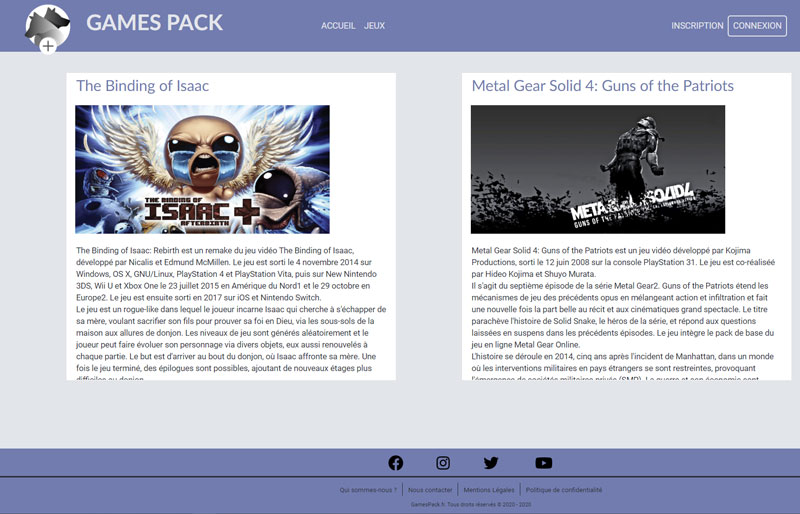 GAMES PACK
ACCUEIL JEUX
INSCRIPTION CONNEXION
The Binding of Isaac
THE BINDING OF
ISAAC +
AFTERBIRTH
The Binding of Isaac: Rebirth est un remake du jeu vidéo The Binding of Isaac,
développé par Nicalis et Edmund McMillen. Le jeu est sorti le 4 novembre 2014 sur
Windows, OS X, GNU/Linux, PlayStation 4 et PlayStation Vita, puis sur New Nintendo
3DS, Wii U et Xbox One le 23 juillet 2015 en Amérique du Nord1 et le 29 octobre en
Europe2. Le jeu est ensuite sorti en 2017 sur iOS et Nintendo Switch.
Le jeu est un rogue-like dans lequel le joueur incarne Isaac qui cherche à s'échapper de
sa mère, voulant sacrifier son fils pour prouver sa foi en Dieu, via les sous-sols de la
maison aux allures de donjon. Les niveaux de jeu sont générés aléatoirement et le
joueur peut faire évoluer son personnage via divers objets, eux aussi renouvelés à
chaque partie. Le but est d'arriver au bout du donjon, où Isaac affronte sa mère. Une
fois le jeu terminé, des épilogues sont possibles, ajoutant de nouveaux étages plus
difficiles au donjon
Metal Gear Solid 4: Guns of the Patriots
METAL GEAR SOLID 4
GUNS OF THE PATRIOTS
Metal Gear Solid 4: Guns of the Patriots est un jeu vidéo développé par Kojima
Productions, sorti le 12 juin 2008 sur la console PlayStation 31. Le jeu est co-réalisé
par Hideo Kojima et Shuyo Murata.
Il s'agit du septième épisode de la série Metal Gear2. Guns of the Patriots étend les
mécanismes de jeu des précédents opus en mélangeant action et infiltration et fait
une nouvelle fois la part belle au récit et aux cinématiques grand spectacle. Le titre
parachève l'histoire de Solid Snake, le héros de la série, et répond aux questions
laissées en suspens dans les précédents épisodes. Le jeu intègre le pack de base du
jeu en ligne Metal Gear Online.
L'histoire se déroule en 2014, cinq ans après l'incident de Manhattan, dans un monde
où les interventions militaires en pays étrangers se sont restreintes, provoquant
l'émergence de sociétés militaires privée (SMP). La guerre et son économie sont
Qui sommes-nous ? Nous contacter Mentions Légales Politique de confidentialité
GamesPack.fr. Tous droits réservés © 2020 - 2020